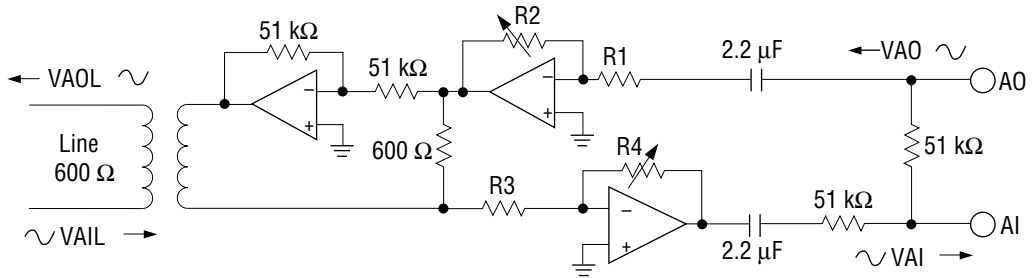 51 kΩ
R2
51 kΩ
R1
2.2 μF
VAO
AO
VAOL
Line
600 Ω
600 Ω
R4
51 kΩ
R3
51 kΩ
AI
VAIL
2.2 μF
VAI
−
+
−
+
−
+